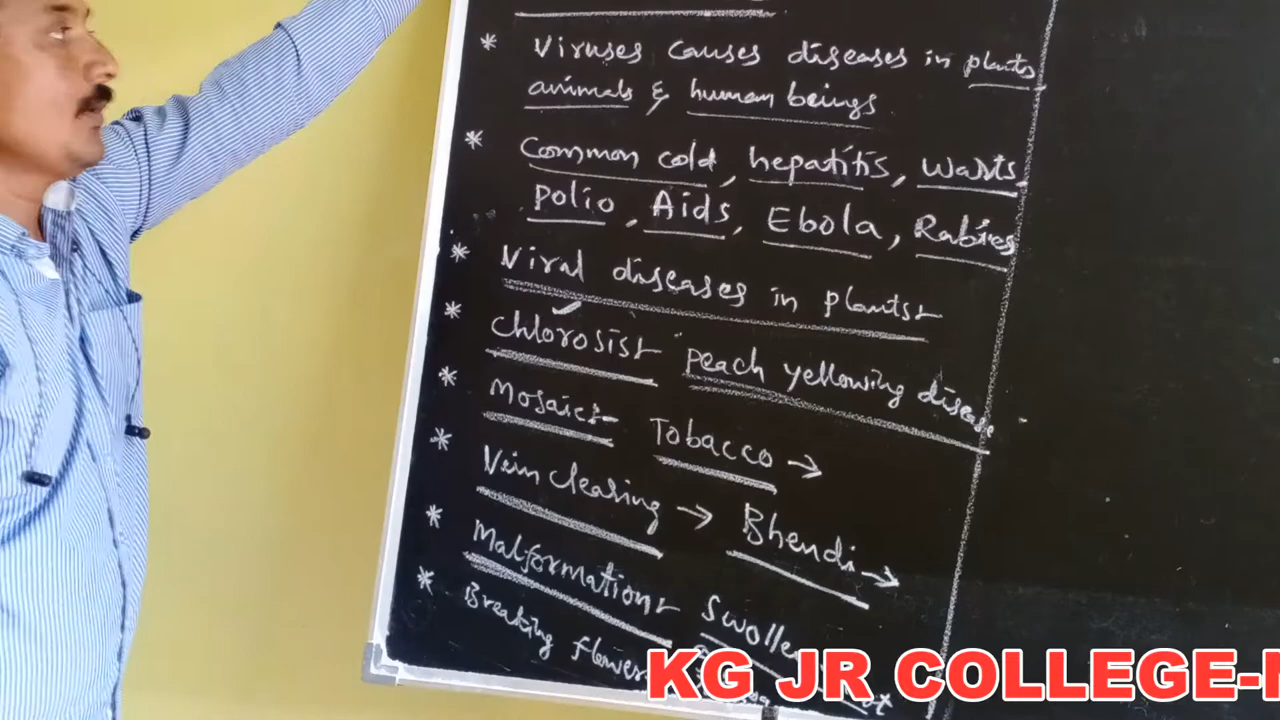 * Viruses causes diseases in plants
animals & human beings
* Common cold, hepatitis, Warts,
Polio, Aids, Ebola, Rabies
* Viral diseases in plants-
* Chlorosis- Peach yellowing disease
* Mosaics- Tobacco →
* Vein clearing → Bhendi →
* Malformation- Swollen
* Breaking flower
KG JR COLLEGE-